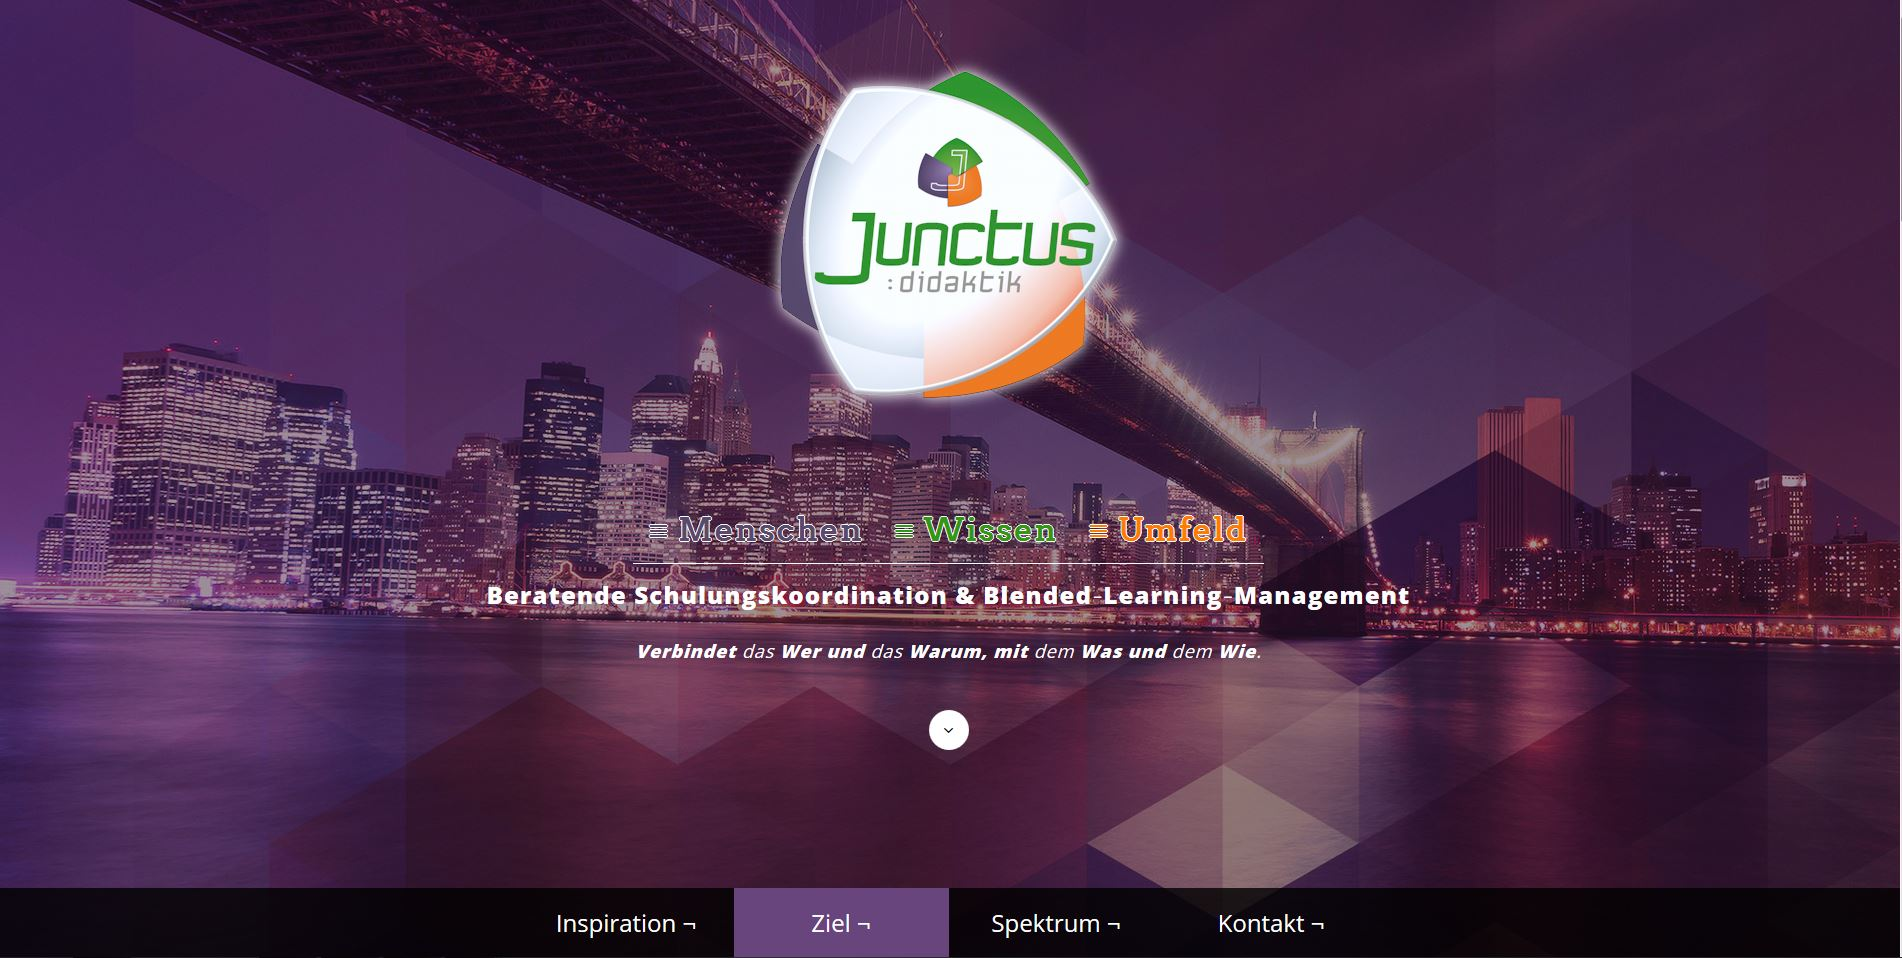 J
Junctus
:didaktik
≡ Menschen ≡ Wissen ≡ Umfeld
Beratende Schulungskoordination & Blended-Learning-Management
Verbindet das Wer und das Warum, mit dem Was und dem Wie.
Inspiration ¬ Ziel ¬ Spektrum ¬ Kontakt ¬